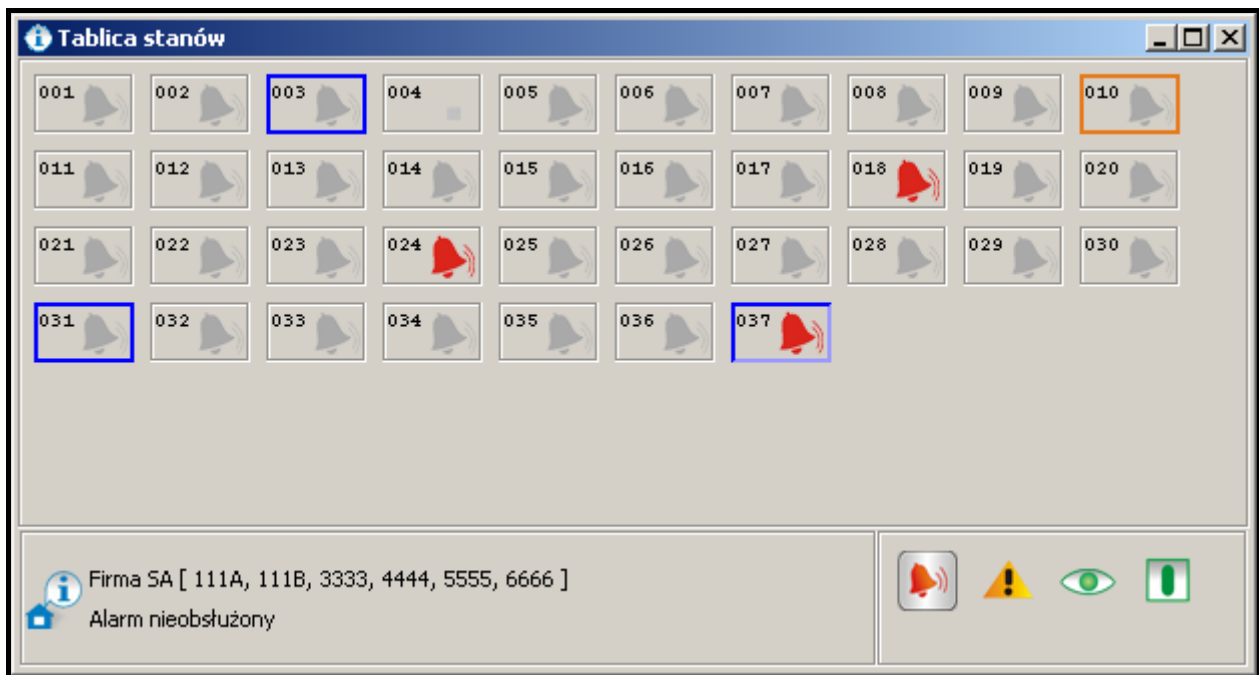 Tablica stanów
001 002 003 004 005 006 007 008 009 010
011 012 013 014 015 016 017 018 019 020
021 022 023 024 025 026 027 028 029 030
031 032 033 034 035 036 037
Firma SA [ 111A, 111B, 3333, 4444, 5555, 6666 ]
Alarm nieobsłużony